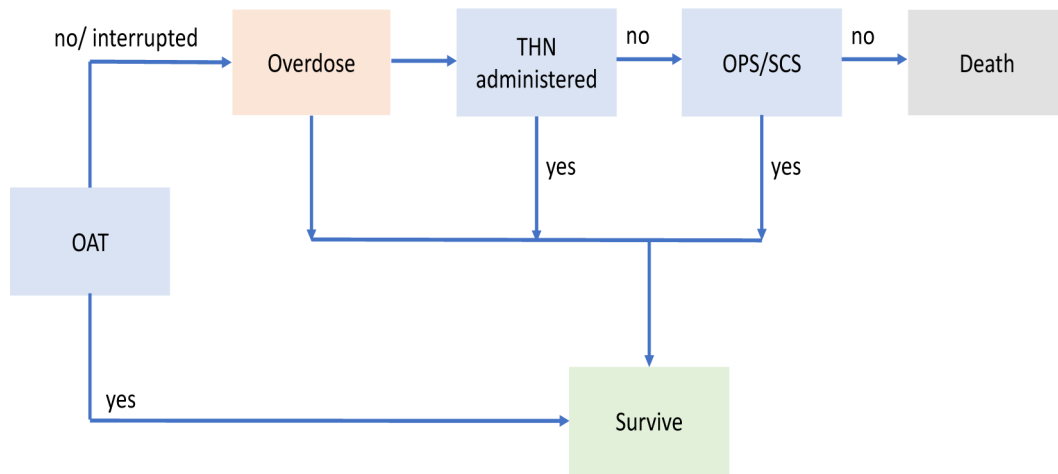 no/ interrupted
Overdose
THN
administered
no
OPS/SCS
no
Death
yes
yes
OAT
yes
Survive